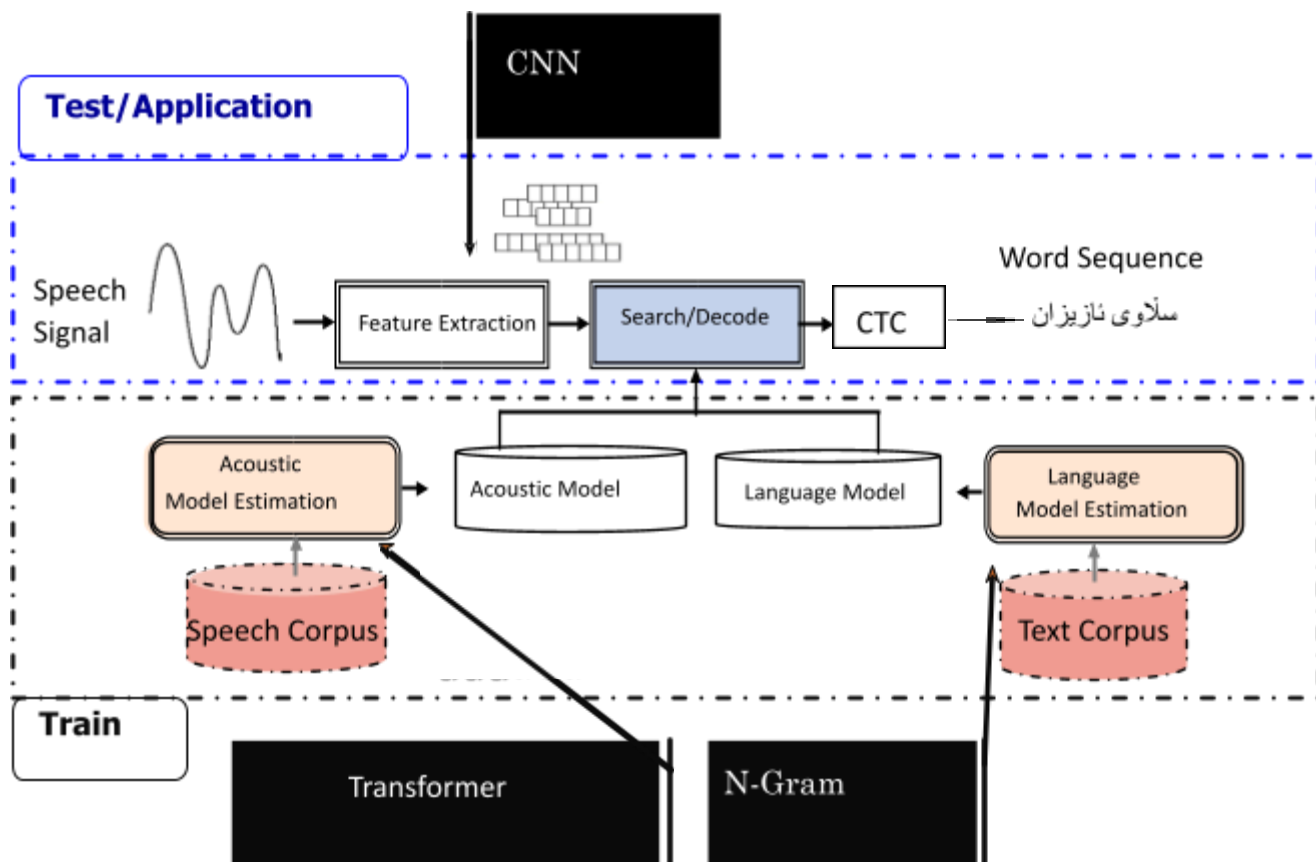 CNN
Test/Application
Speech
Signal
Feature Extraction
Search/Decode
CTC
Word Sequence
سڵاوی ئازیزان
Acoustic
Model Estimation
Acoustic Model
Language Model
Language
Model Estimation
Speech Corpus
Text Corpus
Train
Transformer
N-Gram